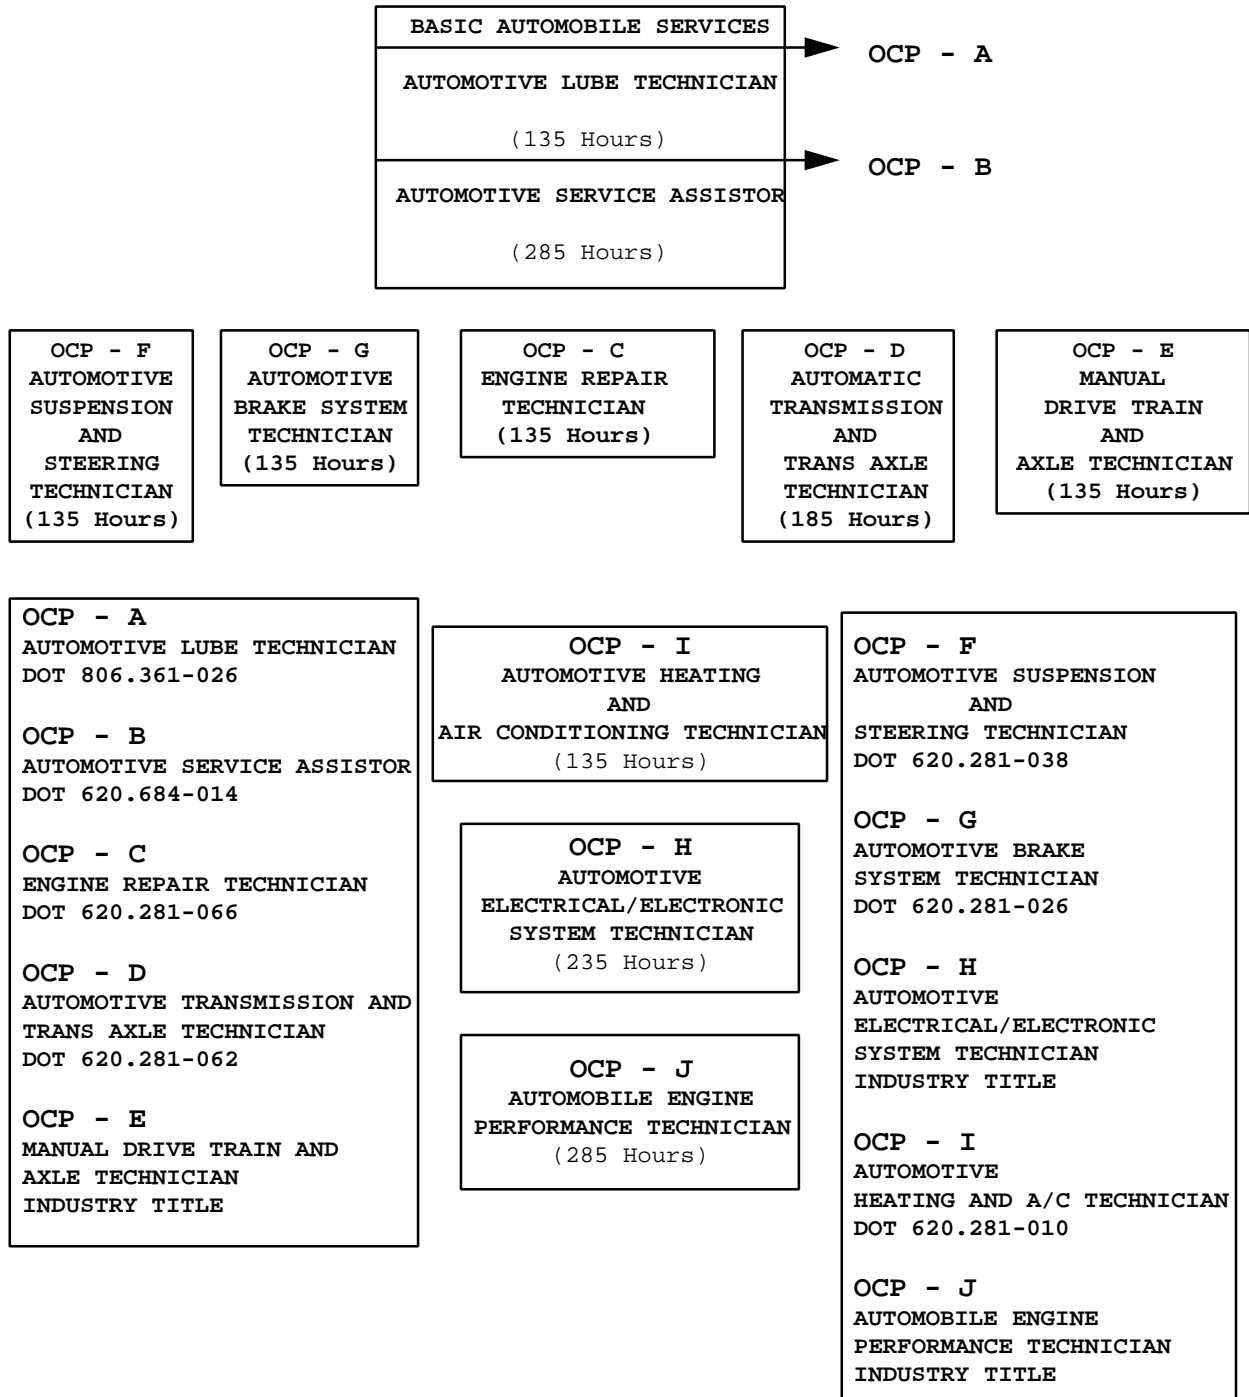 BASIC AUTOMOBILE SERVICES
OCP - A
AUTOMOTIVE LUBE TECHNICIAN
(135 Hours)
OCP - B
AUTOMOTIVE SERVICE ASSISTOR
(285 Hours)
OCP - F
AUTOMOTIVE
SUSPENSION
AND
STEERING
TECHNICIAN
(135 Hours)
OCP - G
AUTOMOTIVE
BRAKE SYSTEM
TECHNICIAN
(135 Hours)
OCP - C
ENGINE REPAIR
TECHNICIAN
(135 Hours)
OCP - D
AUTOMATIC
TRANSMISSION
AND
TRANS AXLE
TECHNICIAN
(185 Hours)
OCP - E
MANUAL
DRIVE TRAIN
AND
AXLE TECHNICIAN
(135 Hours)
OCP - A
AUTOMOTIVE LUBE TECHNICIAN
DOT 806.361-026
OCP - B
AUTOMOTIVE SERVICE ASSISTOR
DOT 620.684-014
OCP - C
ENGINE REPAIR TECHNICIAN
DOT 620.281-066
OCP - D
AUTOMOTIVE TRANSMISSION AND
TRANS AXLE TECHNICIAN
DOT 620.281-062
OCP - E
MANUAL DRIVE TRAIN AND
AXLE TECHNICIAN
INDUSTRY TITLE
OCP - I
AUTOMOTIVE HEATING
AND
AIR CONDITIONING TECHNICIAN
(135 Hours)
OCP - H
AUTOMOTIVE
ELECTRICAL/ELECTRONIC
SYSTEM TECHNICIAN
(235 Hours)
OCP - J
AUTOMOBILE ENGINE
PERFORMANCE TECHNICIAN
(285 Hours)
OCP - F
AUTOMOTIVE SUSPENSION
AND
STEERING TECHNICIAN
DOT 620.281-038
OCP - G
AUTOMOTIVE BRAKE
SYSTEM TECHNICIAN
DOT 620.281-026
OCP - H
AUTOMOTIVE
ELECTRICAL/ELECTRONIC
SYSTEM TECHNICIAN
INDUSTRY TITLE
OCP - I
AUTOMOTIVE
HEATING AND A/C TECHNICIAN
DOT 620.281-010
OCP - J
AUTOMOBILE ENGINE
PERFORMANCE TECHNICIAN
INDUSTRY TITLE